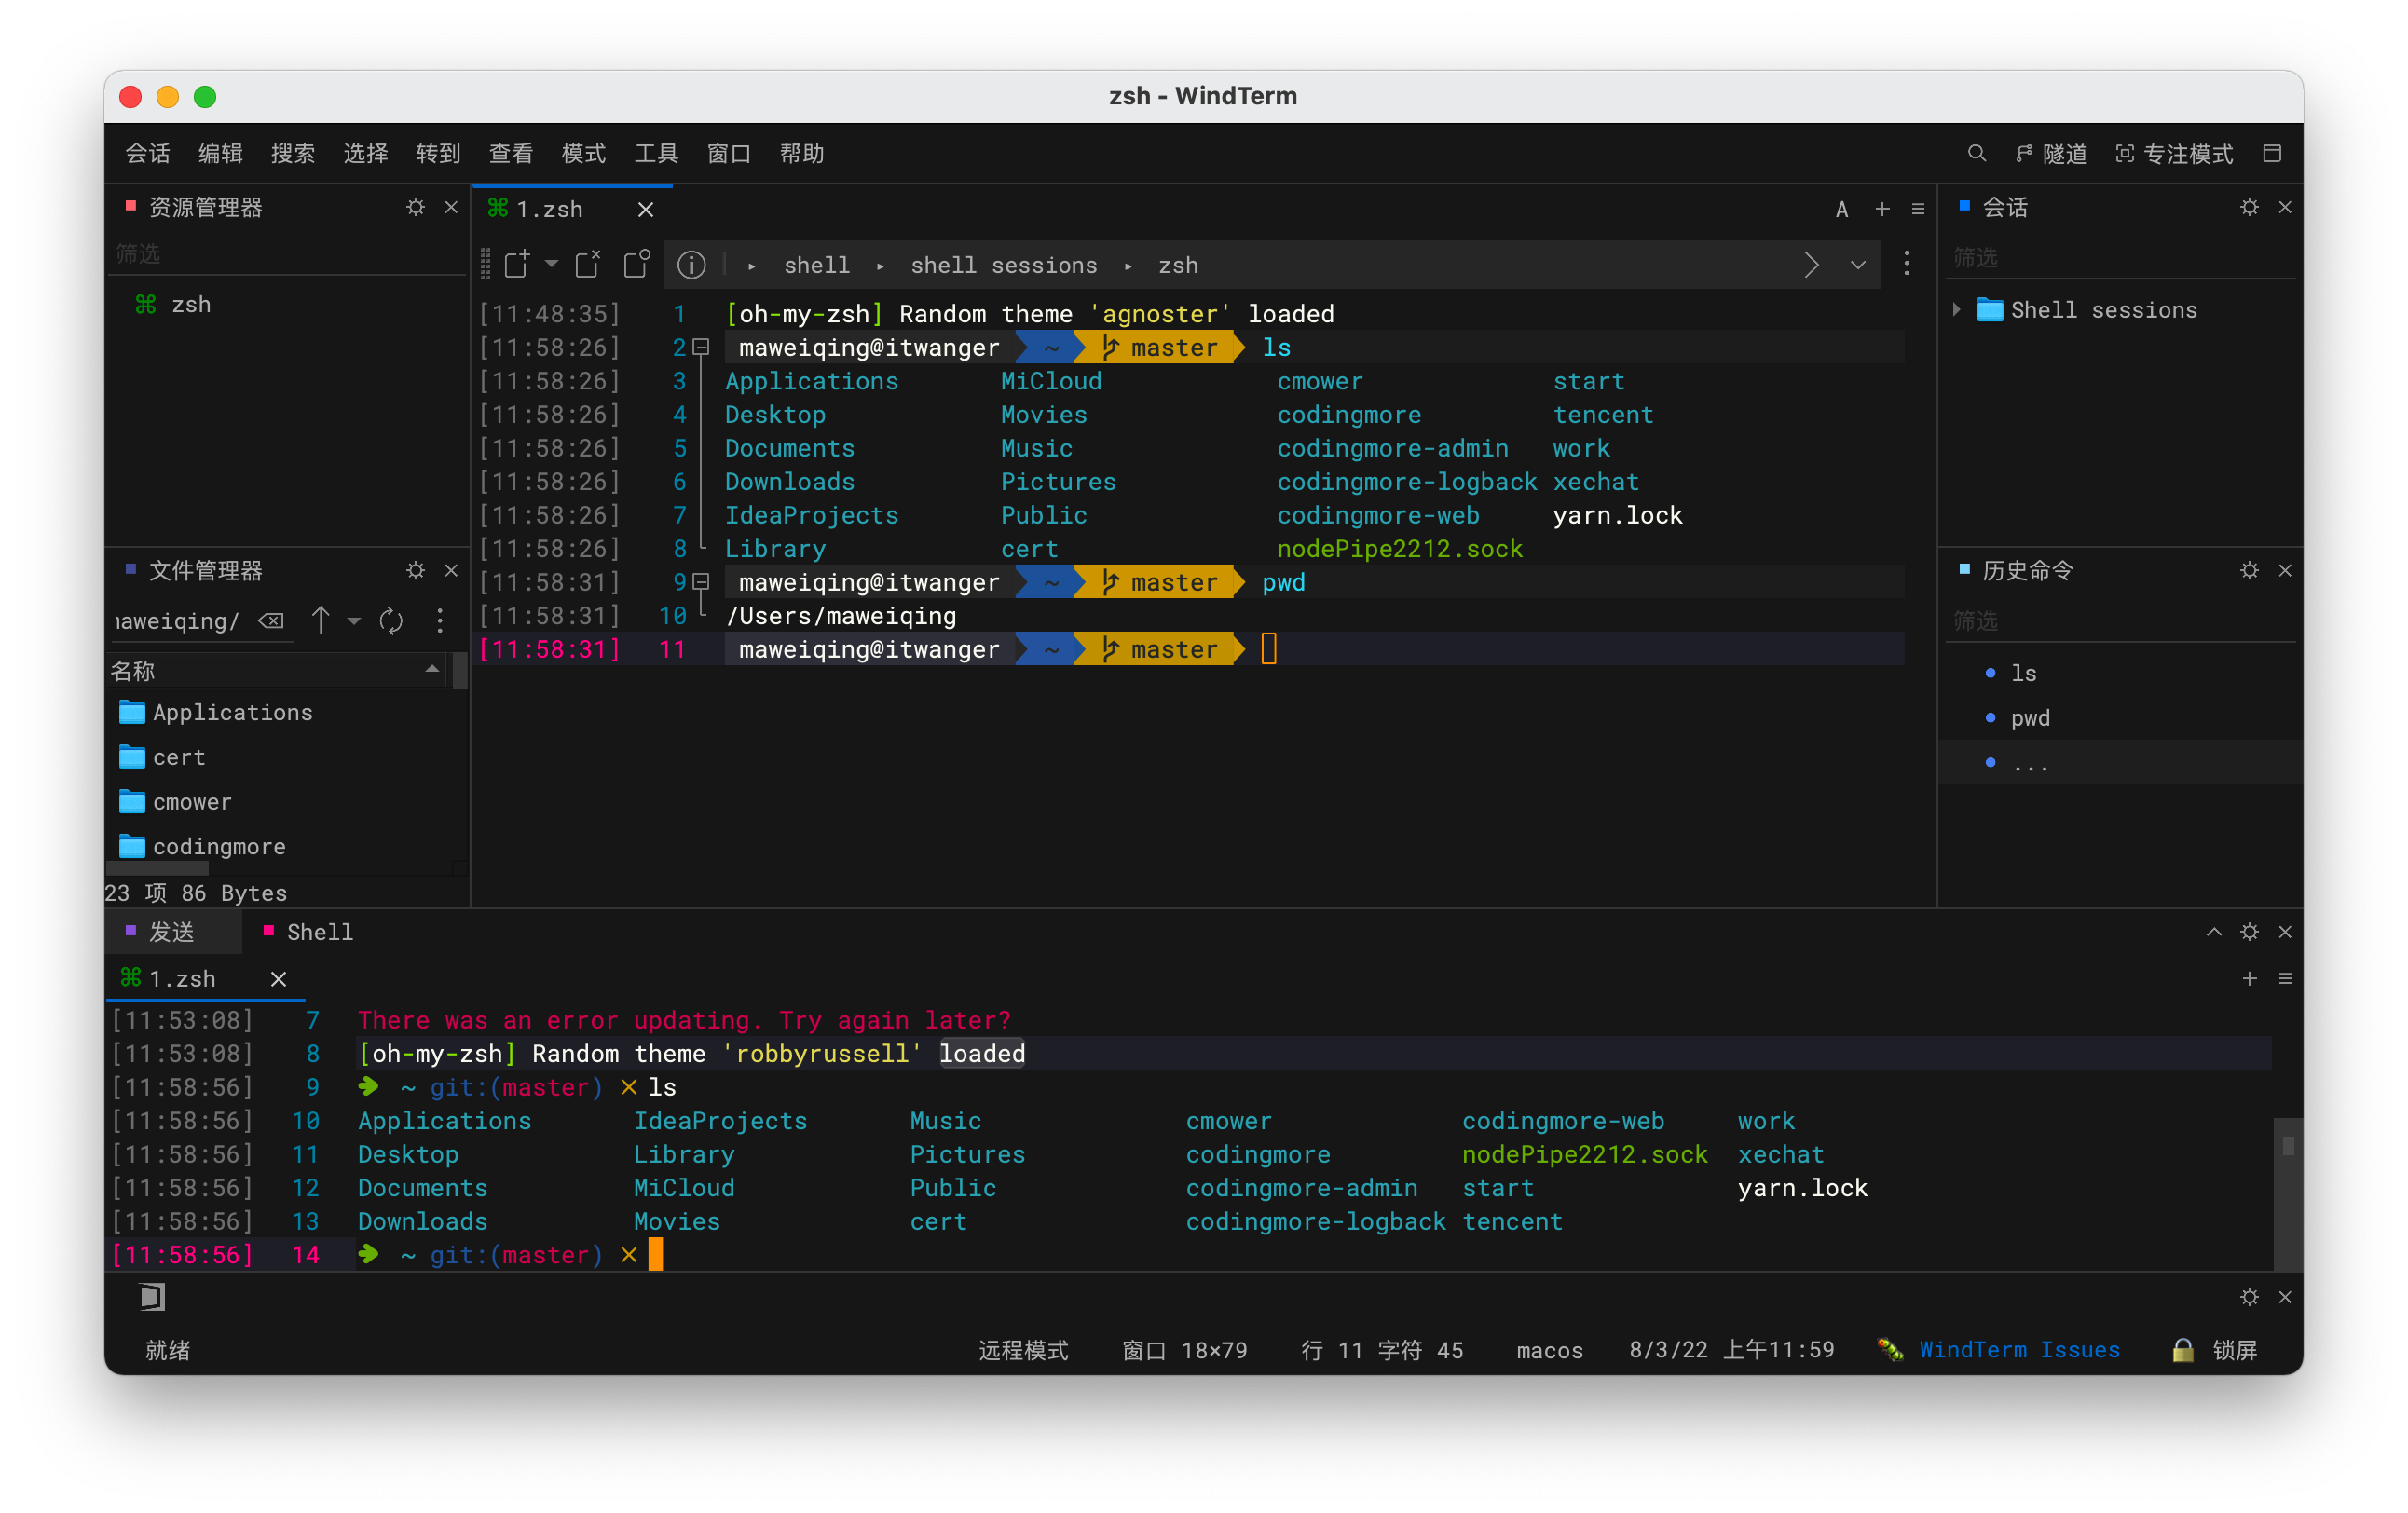 zsh - WindTerm
会话 编辑 搜索 选择 转到 查看 模式 工具 窗口 帮助 隧道 专注模式
资源管理器
筛选
zsh
文件管理器
aweiqing/
名称
Applications
cert
cmower
codingmore
23 项 86 Bytes
1.zsh A
shell shell sessions zsh
[11:48:35] 1 [oh-my-zsh] Random theme 'agnoster' loaded
[11:58:26] 2 maweiqing@itwanger ~ master ls
[11:58:26] 3 Applications MiCloud cmower start
[11:58:26] 4 Desktop Movies codingmore tencent
[11:58:26] 5 Documents Music codingmore-admin work
[11:58:26] 6 Downloads Pictures codingmore-logback xechat
[11:58:26] 7 IdeaProjects Public codingmore-web yarn.lock
[11:58:26] 8 Library cert nodePipe2212.sock
[11:58:31] 9 maweiqing@itwanger ~ master pwd
[11:58:31] 10 /Users/maweiqing
[11:58:31] 11 maweiqing@itwanger ~ master
会话
筛选
Shell sessions
历史命令
筛选
ls
pwd
...
发送 Shell
1.zsh
[11:53:08] 7 There was an error updating. Try again later?
[11:53:08] 8 [oh-my-zsh] Random theme 'robbyrussell' loaded
[11:58:56] 9 ➜ ~ git:(master) ✗ ls
[11:58:56] 10 Applications IdeaProjects Music cmower codingmore-web work
[11:58:56] 11 Desktop Library Pictures codingmore nodePipe2212.sock xechat
[11:58:56] 12 Documents MiCloud Public codingmore-admin start yarn.lock
[11:58:56] 13 Downloads Movies cert codingmore-logback tencent
[11:58:56] 14 ➜ ~ git:(master) ✗
就绪 远程模式 窗口 18×79 行 11 字符 45 macos 8/3/22 上午11:59 WindTerm Issues 锁屏